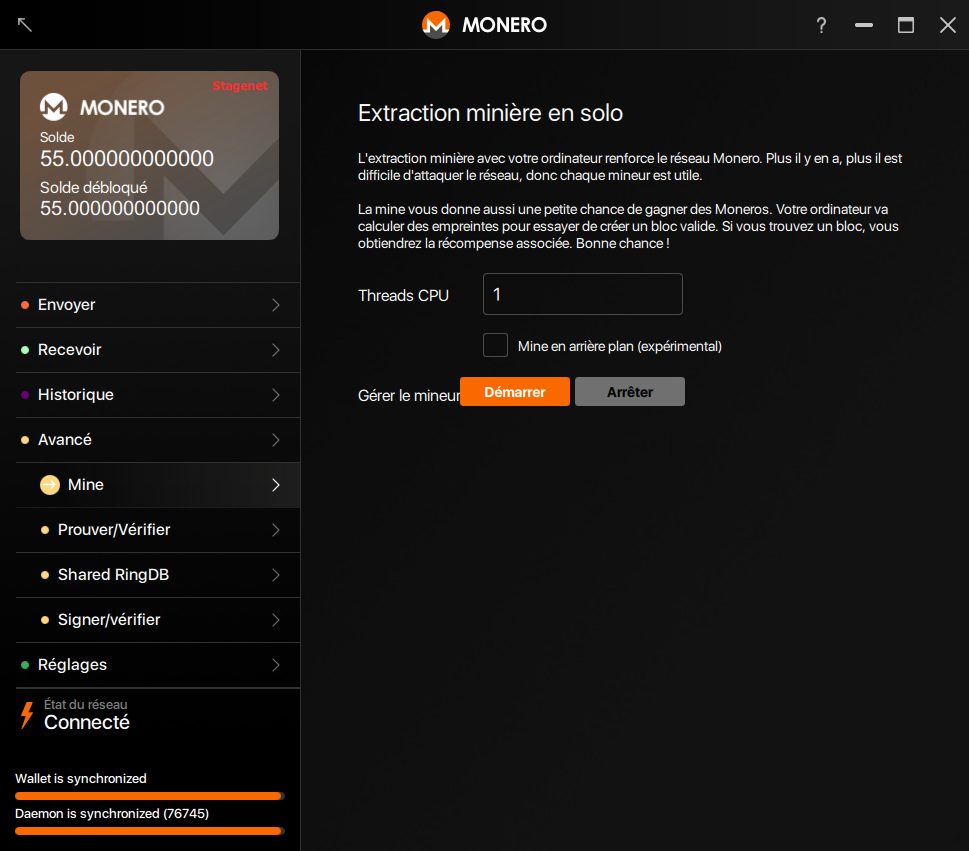 MONERO
?
Stagenet
MONERO
Solde
55.000000000000
Solde débloqué
55.000000000000
Envoyer
Recevoir
Historique
Avancé
Mine
Prouver/Vérifier
Shared RingDB
Signer/vérifier
Réglages
État du réseau
Connecté
Wallet is synchronized
Daemon is synchronized (76745)
Extraction minière en solo
L'extraction minière avec votre ordinateur renforce le réseau Monero. Plus il y en a, plus il est
difficile d'attaquer le réseau, donc chaque mineur est utile.
La mine vous donne aussi une petite chance de gagner des Moneros. Votre ordinateur va
calculer des empreintes pour essayer de créer un bloc valide. Si vous trouvez un bloc, vous
obtiendrez la récompense associée. Bonne chance !
Threads CPU
1
Mine en arrière plan (expérimental)
Gérer le mineur
Démarrer
Arrêter